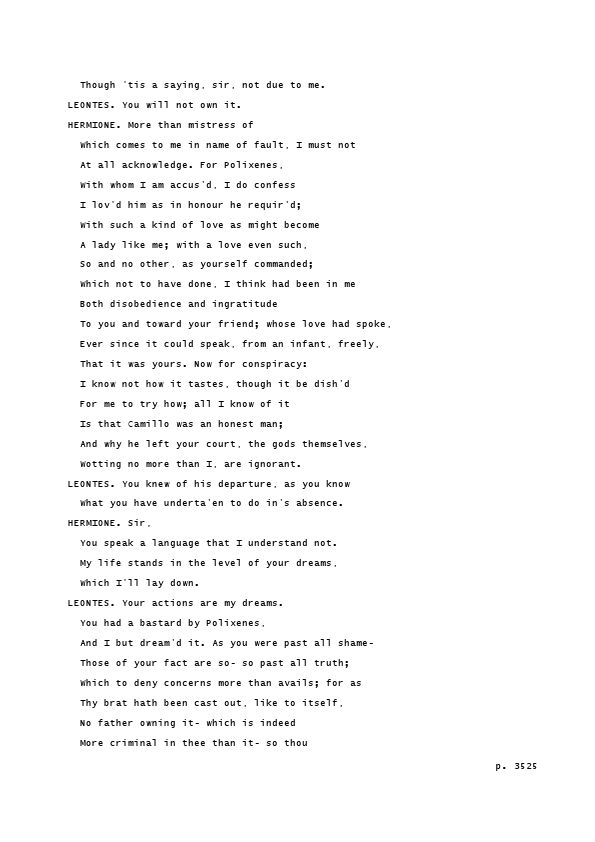 Though 'tis a saying, sir, not due to me.
LEONTES. You will not own it.
HERMIONE. More than mistress of
Which comes to me in name of fault, I must not
At all acknowledge. For Polixenes,
With whom I am accus'd, I do confess
I lov'd him as in honour he requir'd;
With such a kind of love as might become
A lady like me; with a love even such,
So and no other, as yourself commanded;
Which not to have done, I think had been in me
Both disobedience and ingratitude
To you and toward your friend; whose love had spoke,
Ever since it could speak, from an infant, freely,
That it was yours. Now for conspiracy:
I know not how it tastes, though it be dish'd
For me to try how; all I know of it
Is that Camillo was an honest man;
And why he left your court, the gods themselves,
Wotting no more than I, are ignorant.
LEONTES. You knew of his departure, as you know
What you have underta'en to do in's absence.
HERMIONE. Sir,
You speak a language that I understand not.
My life stands in the level of your dreams,
Which I'll lay down.
LEONTES. Your actions are my dreams.
You had a bastard by Polixenes,
And I but dream'd it. As you were past all shame-
Those of your fact are so- so past all truth;
Which to deny concerns more than avails; for as
Thy brat hath been cast out, like to itself,
No father owning it- which is indeed
More criminal in thee than it- so thou
p. 3525